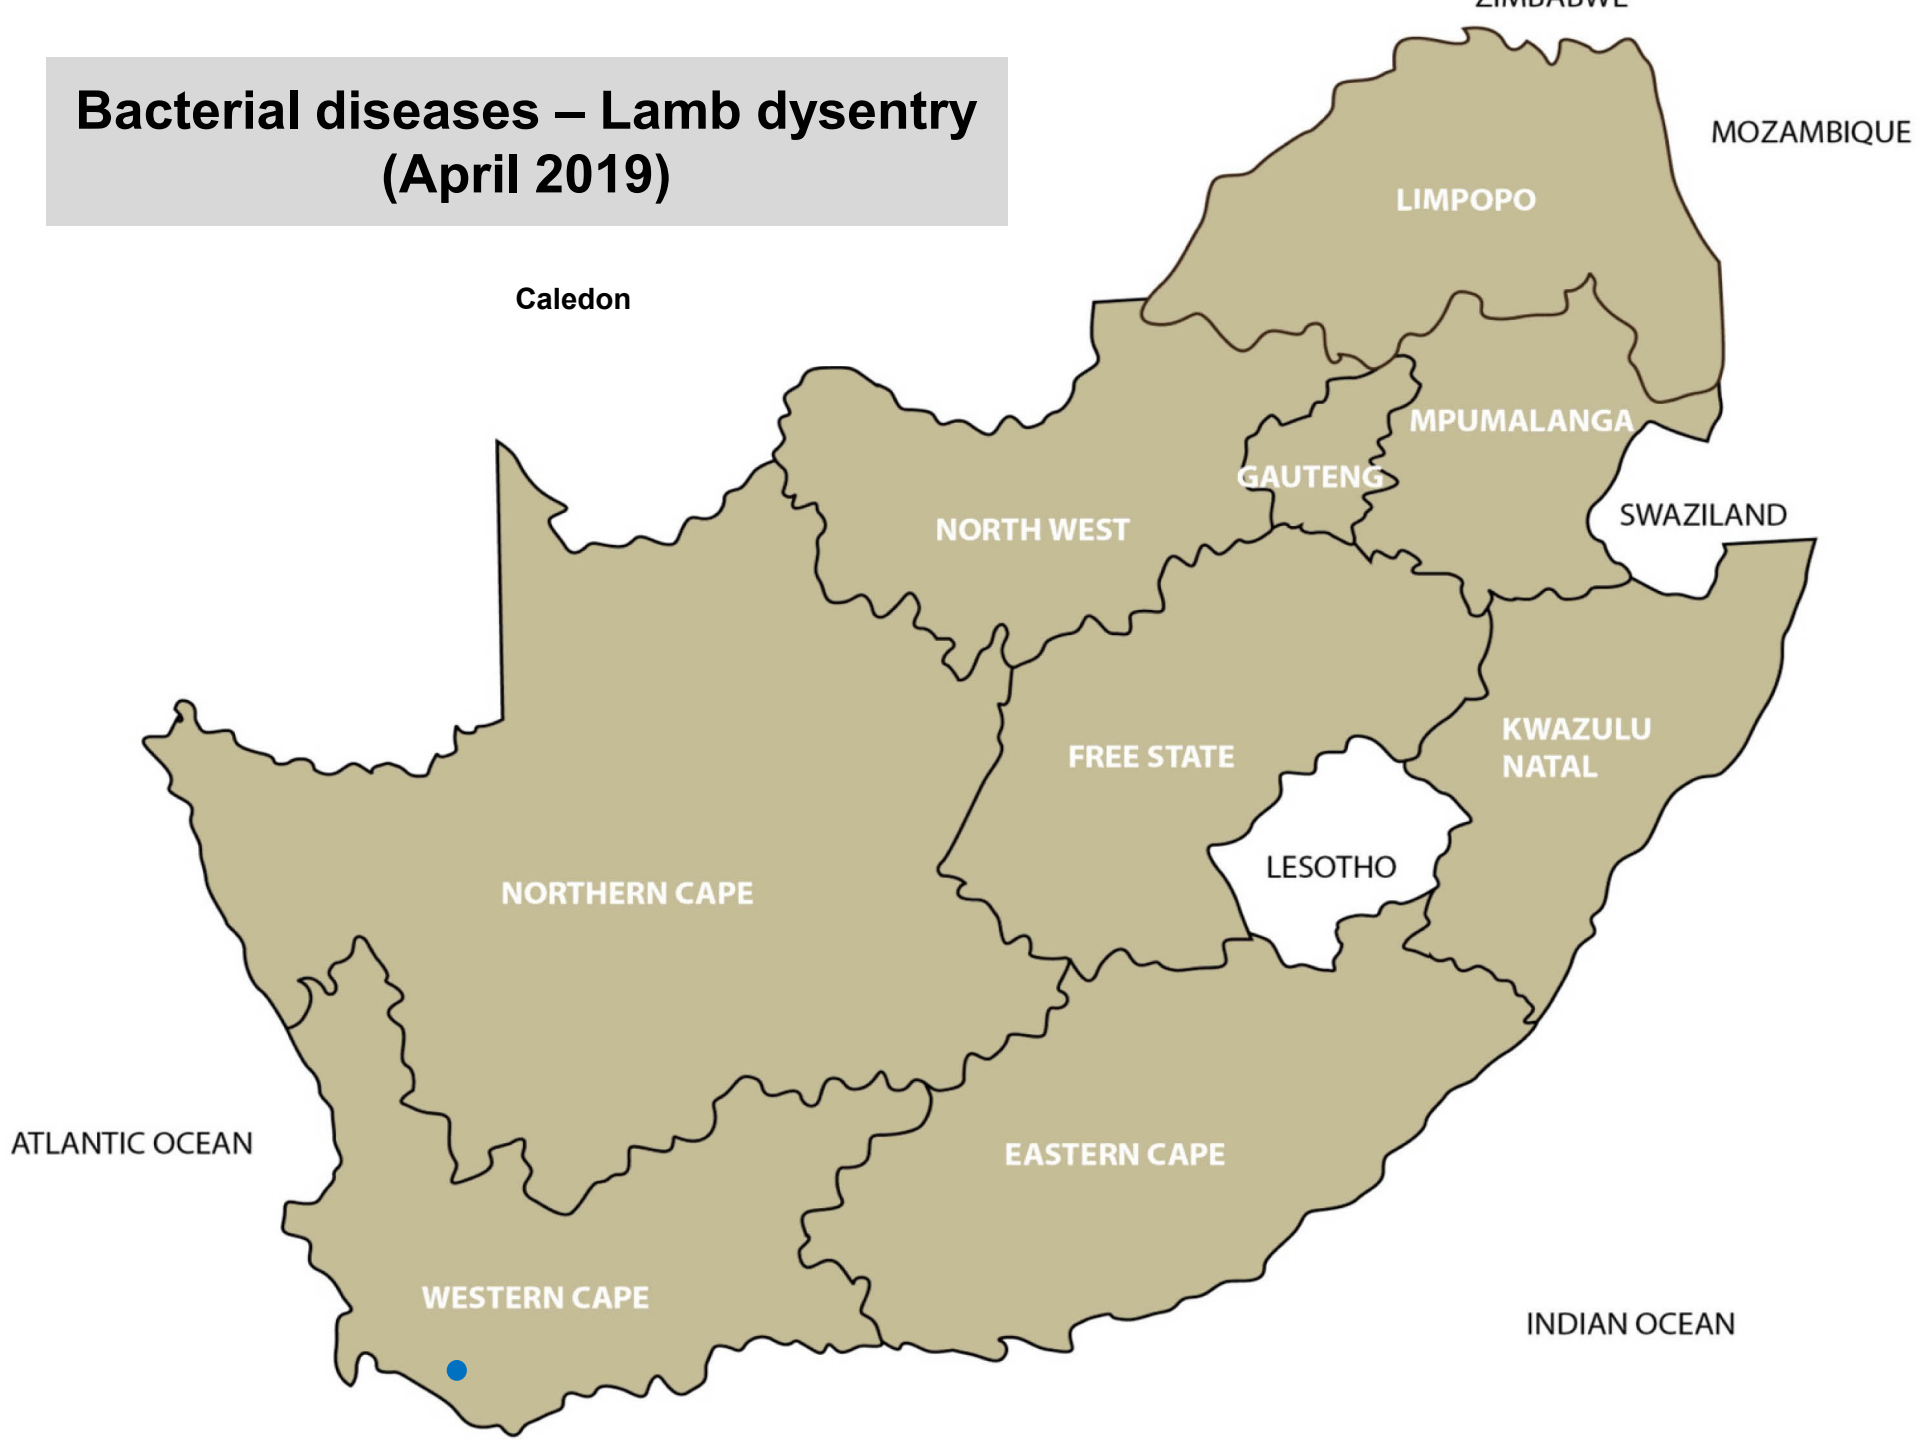 ZIMBABWE
Bacterial diseases – Lamb dysentry
(April 2019)
MOZAMBIQUE
LIMPOPO
Caledon
MPUMALANGA
GAUTENG
SWAZILAND
NORTH WEST
KWAZULU
NATAL
FREE STATE
LESOTHO
NORTHERN CAPE
ATLANTIC OCEAN
EASTERN CAPE
WESTERN CAPE
INDIAN OCEAN